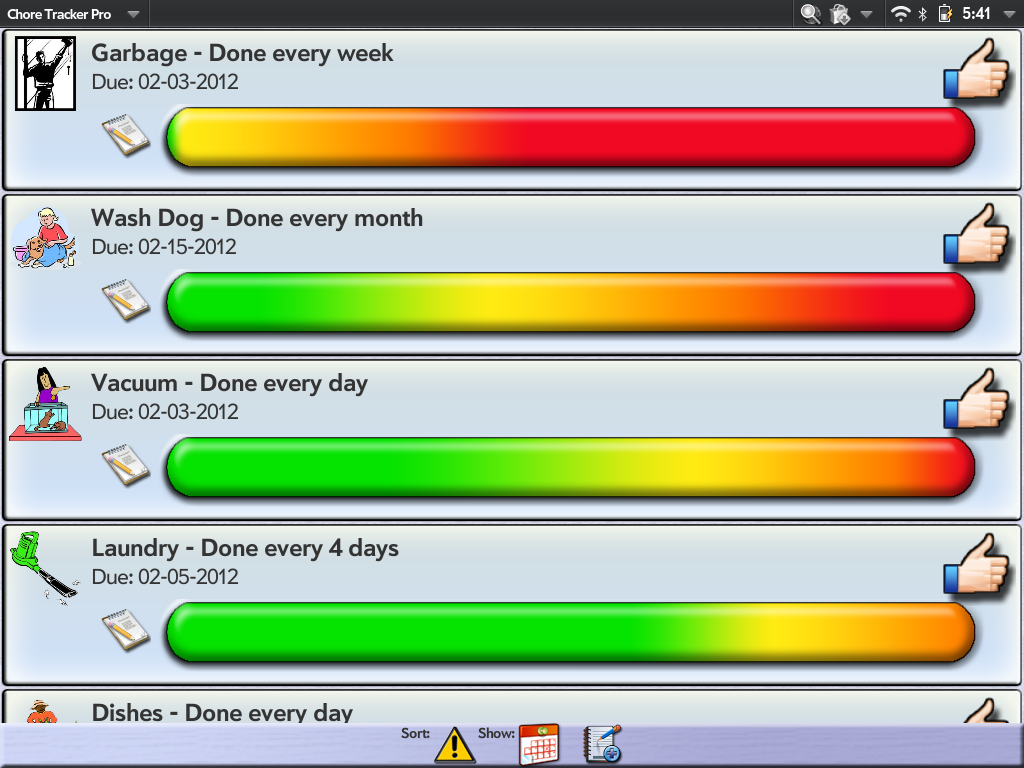 Chore Tracker Pro
5:41
Garbage - Done every week
Due: 02-03-2012
Wash Dog - Done every month
Due: 02-15-2012
Vacuum - Done every day
Due: 02-03-2012
Laundry - Done every 4 days
Due: 02-05-2012
Dishes - Done every day
Sort: Show: